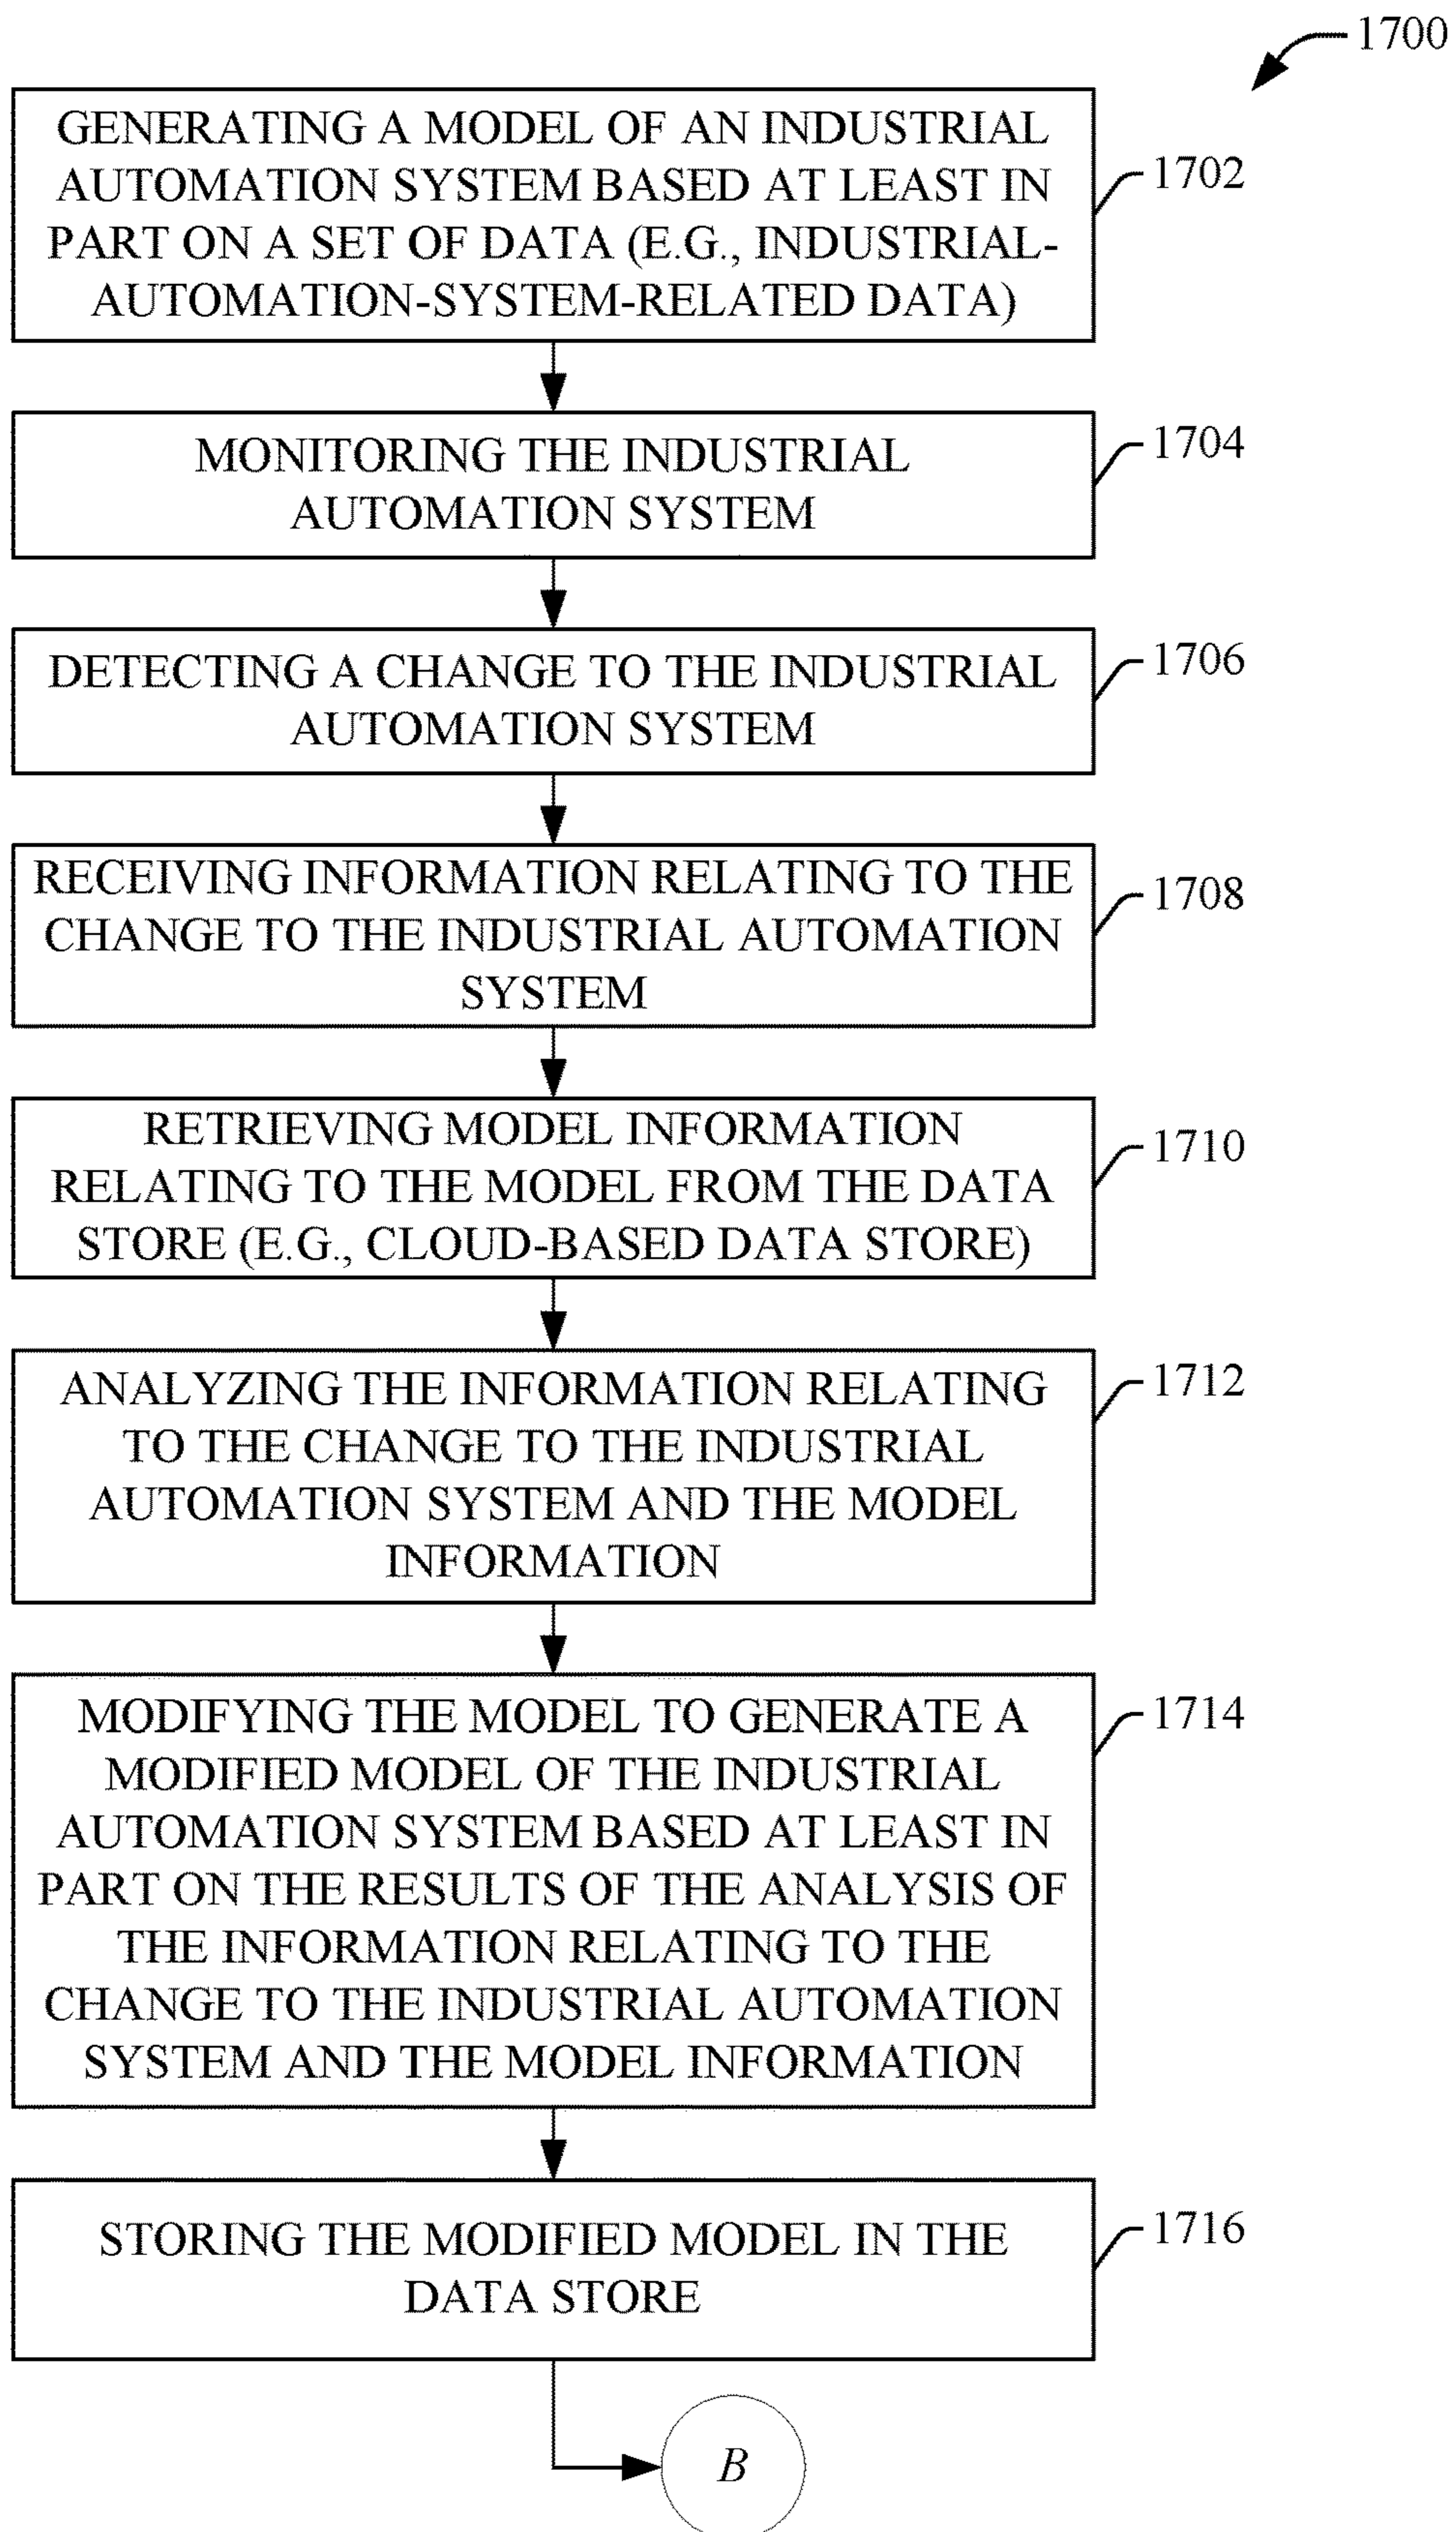 1700
GENERATING A MODEL OF AN INDUSTRIAL
AUTOMATION SYSTEM BASED AT LEAST IN
PART ON A SET OF DATA (E.G., INDUSTRIAL-
AUTOMATION-SYSTEM-RELATED DATA)
1702
MONITORING THE INDUSTRIAL
AUTOMATION SYSTEM
1704
DETECTING A CHANGE TO THE INDUSTRIAL
AUTOMATION SYSTEM
1706
RECEIVING INFORMATION RELATING TO THE
CHANGE TO THE INDUSTRIAL AUTOMATION
SYSTEM
1708
RETRIEVING MODEL INFORMATION
RELATING TO THE MODEL FROM THE DATA
STORE (E.G., CLOUD-BASED DATA STORE)
1710
ANALYZING THE INFORMATION RELATING
TO THE CHANGE TO THE INDUSTRIAL
AUTOMATION SYSTEM AND THE MODEL
INFORMATION
1712
MODIFYING THE MODEL TO GENERATE A
MODIFIED MODEL OF THE INDUSTRIAL
AUTOMATION SYSTEM BASED AT LEAST IN
PART ON THE RESULTS OF THE ANALYSIS OF
THE INFORMATION RELATING TO THE
CHANGE TO THE INDUSTRIAL AUTOMATION
SYSTEM AND THE MODEL INFORMATION
1714
STORING THE MODIFIED MODEL IN THE
DATA STORE
1716
B